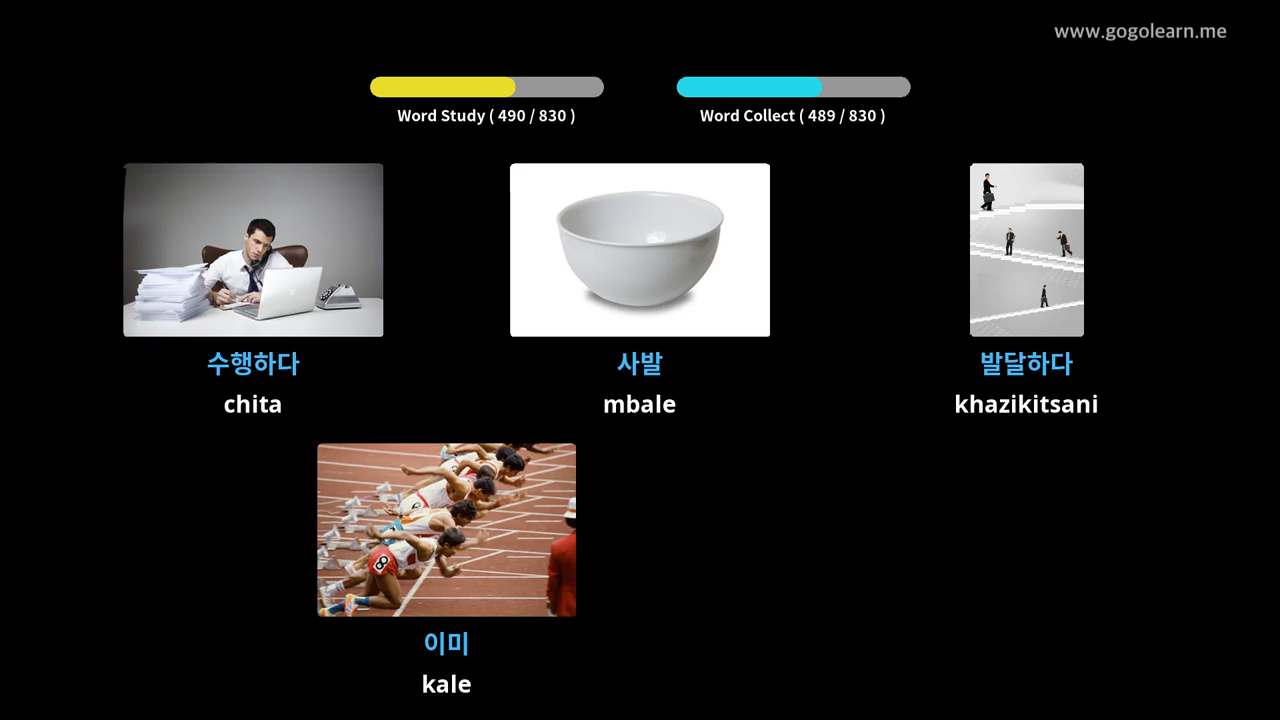 www.gogolearn.me
Word Study ( 490 / 830 )
Word Collect ( 489 / 830 )
수행하다
chita
사발
mbale
발달하다
khazikitsani
8
이미
kale